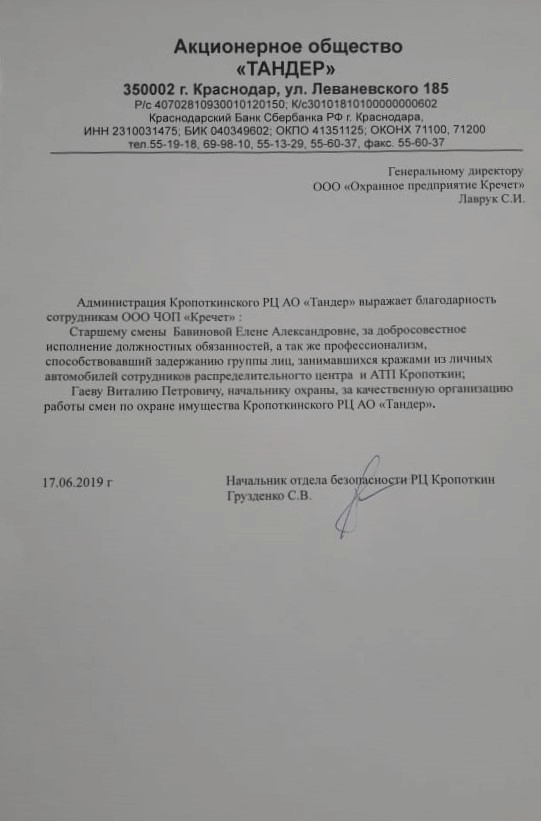 Акционерное общество
«ТАНДЕР»
350002 г. Краснодар, ул. Леваневского 185
Р/с 40702810930010120150; К/с30101810100000000602
Краснодарский Банк Сбербанка РФ г. Краснодара,
ИНН 2310031475; БИК 040349602; ОКПО 41351125; ОКОНХ 71100, 71200
тел.55-19-18, 69-98-10, 55-13-29, 55-60-37, факс. 55-60-37
Генеральному директору
ООО «Охранное предприятие Кречет»
Лаврук С.И.
Администрация Кропоткинского РЦ АО «Тандер» выражает благодарность
сотрудникам ООО ЧОП «Кречет» :
Старшему смены Бавиновой Елене Александровне, за добросовестное
исполнение должностных обязанностей, а так же профессионализм,
способствовавший задержанию группы лиц, занимавшихся кражами из личных
автомобилей сотрудников распределительногто центра и АТП Кропоткин;
Гаеву Виталию Петровичу, начальнику охраны, за качественную организацию
работы смен по охране имущества Кропоткинского РЦ АО «Тандер».
17.06.2019 г Начальник отдела безопасности РЦ Кропоткин
Грузденко С.В.